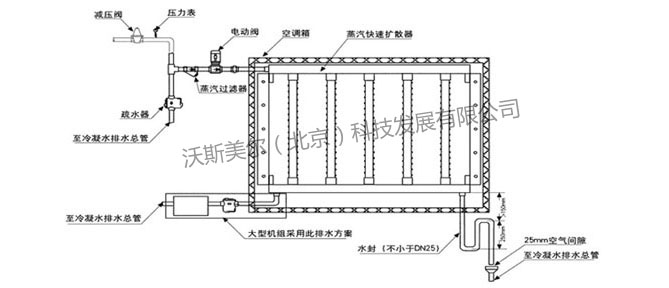 减压阀
压力表
电动阀
空调箱
蒸汽快速扩散器
蒸汽过滤器
疏水器
至冷凝水排水总管
沃斯美尔（北京）科技发展有限公司
至冷凝水排水总管
大型机组采用此排水方案
水封（不小于DN25）
25mm空气间隙
至冷凝水排水总管